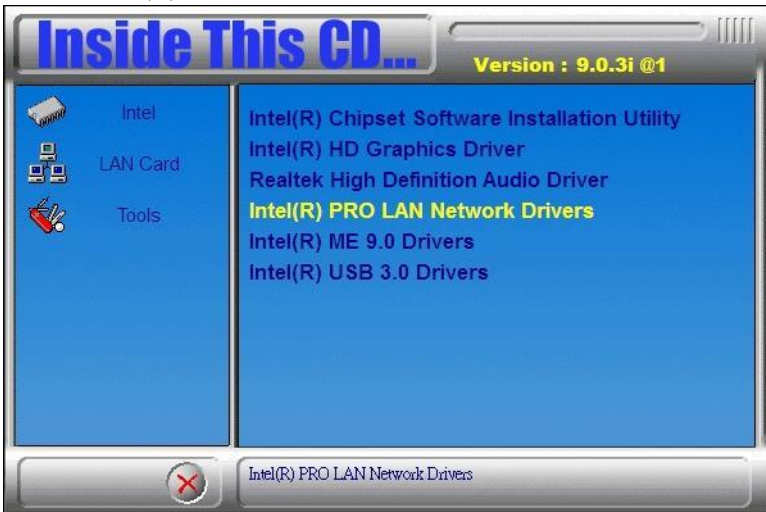 Inside This CD...
Version : 9.0.3i @1
Intel
LAN Card
Tools
Intel(R) Chipset Software Installation Utility
Intel(R) HD Graphics Driver
Realtek High Definition Audio Driver
Intel(R) PRO LAN Network Drivers
Intel(R) ME 9.0 Drivers
Intel(R) USB 3.0 Drivers
Intel(R) PRO LAN Network Drivers